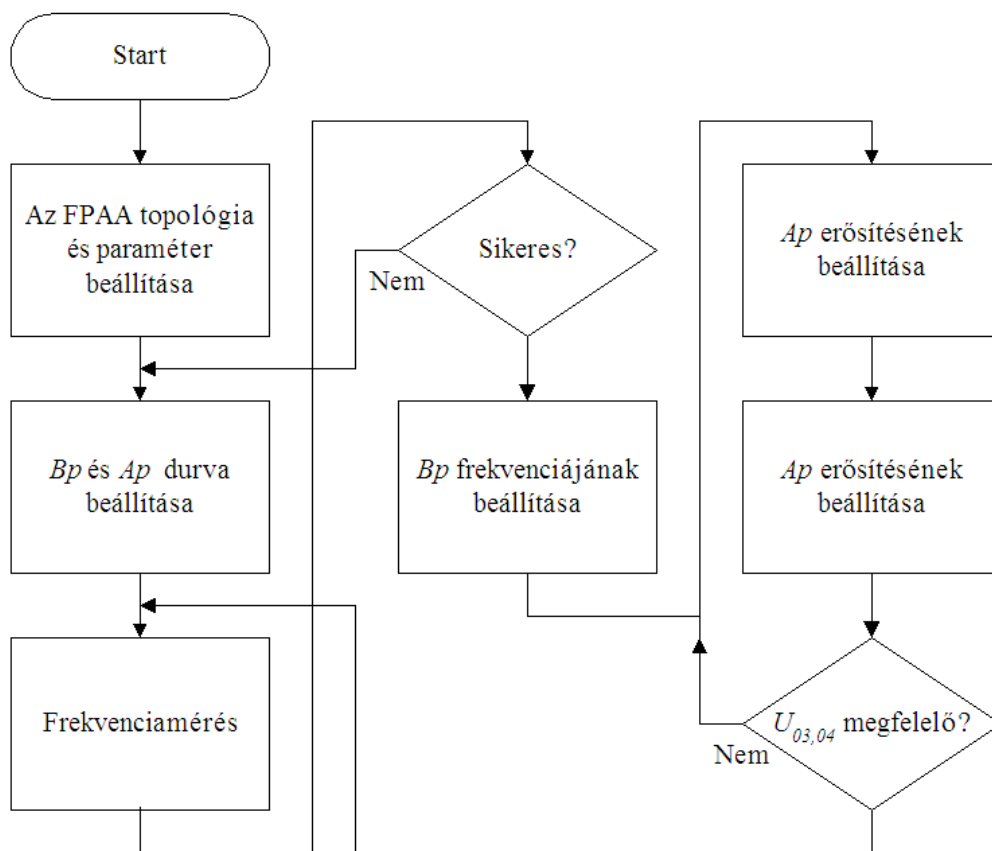 Start
Az FPAA topológia
és paraméter
beállítása
Bp és Ap durva
beállítása
Frekvenciamérés
Sikeres?
Nem
Bp frekvenciájának
beállítása
Ap erősítésének
beállítása
Ap erősítésének
beállítása
U03,04 megfelelő?
Nem